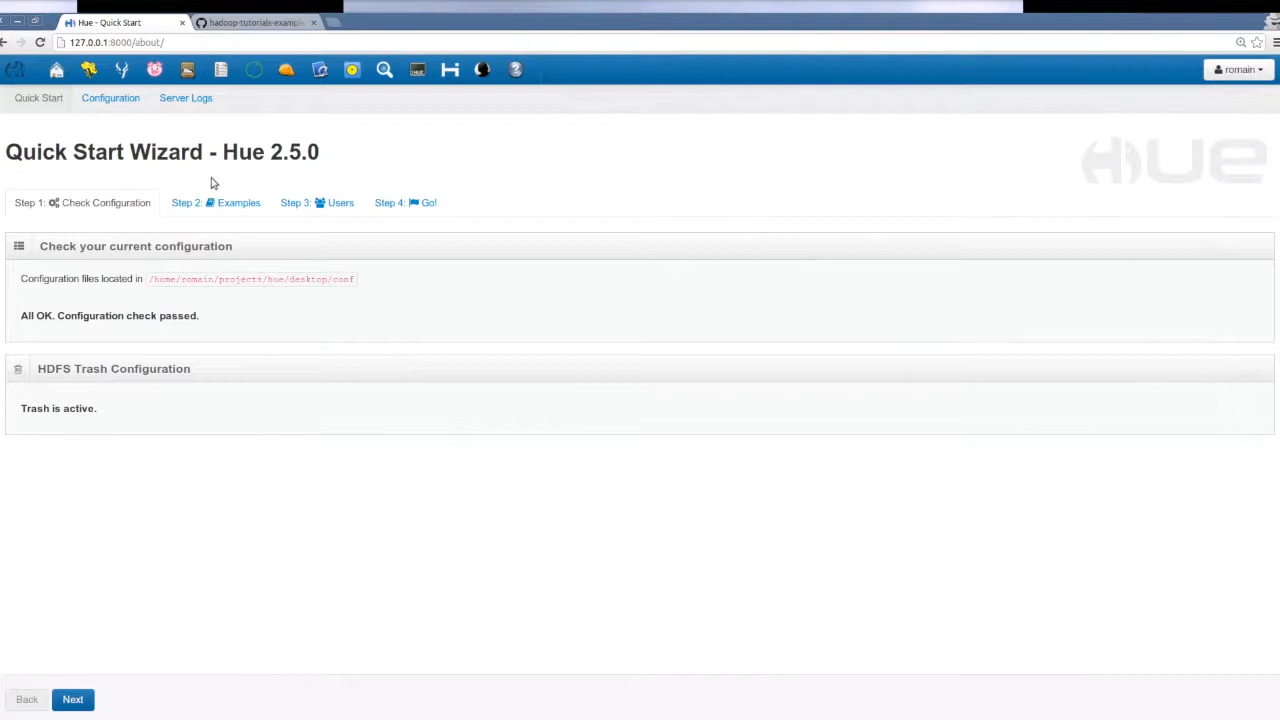 Hue - Quick Start
hadoop-tutorials-example
127.0.0.1:8000/about/
romain
Quick Start Configuration Server Logs
Quick Start Wizard - Hue 2.5.0
HUE
Step 1: Check Configuration Step 2: Examples Step 3: Users Step 4: Go!
Check your current configuration
Configuration files located in /home/romain/projects/hue/desktop/conf
All OK. Configuration check passed.
HDFS Trash Configuration
Trash is active.
Back Next